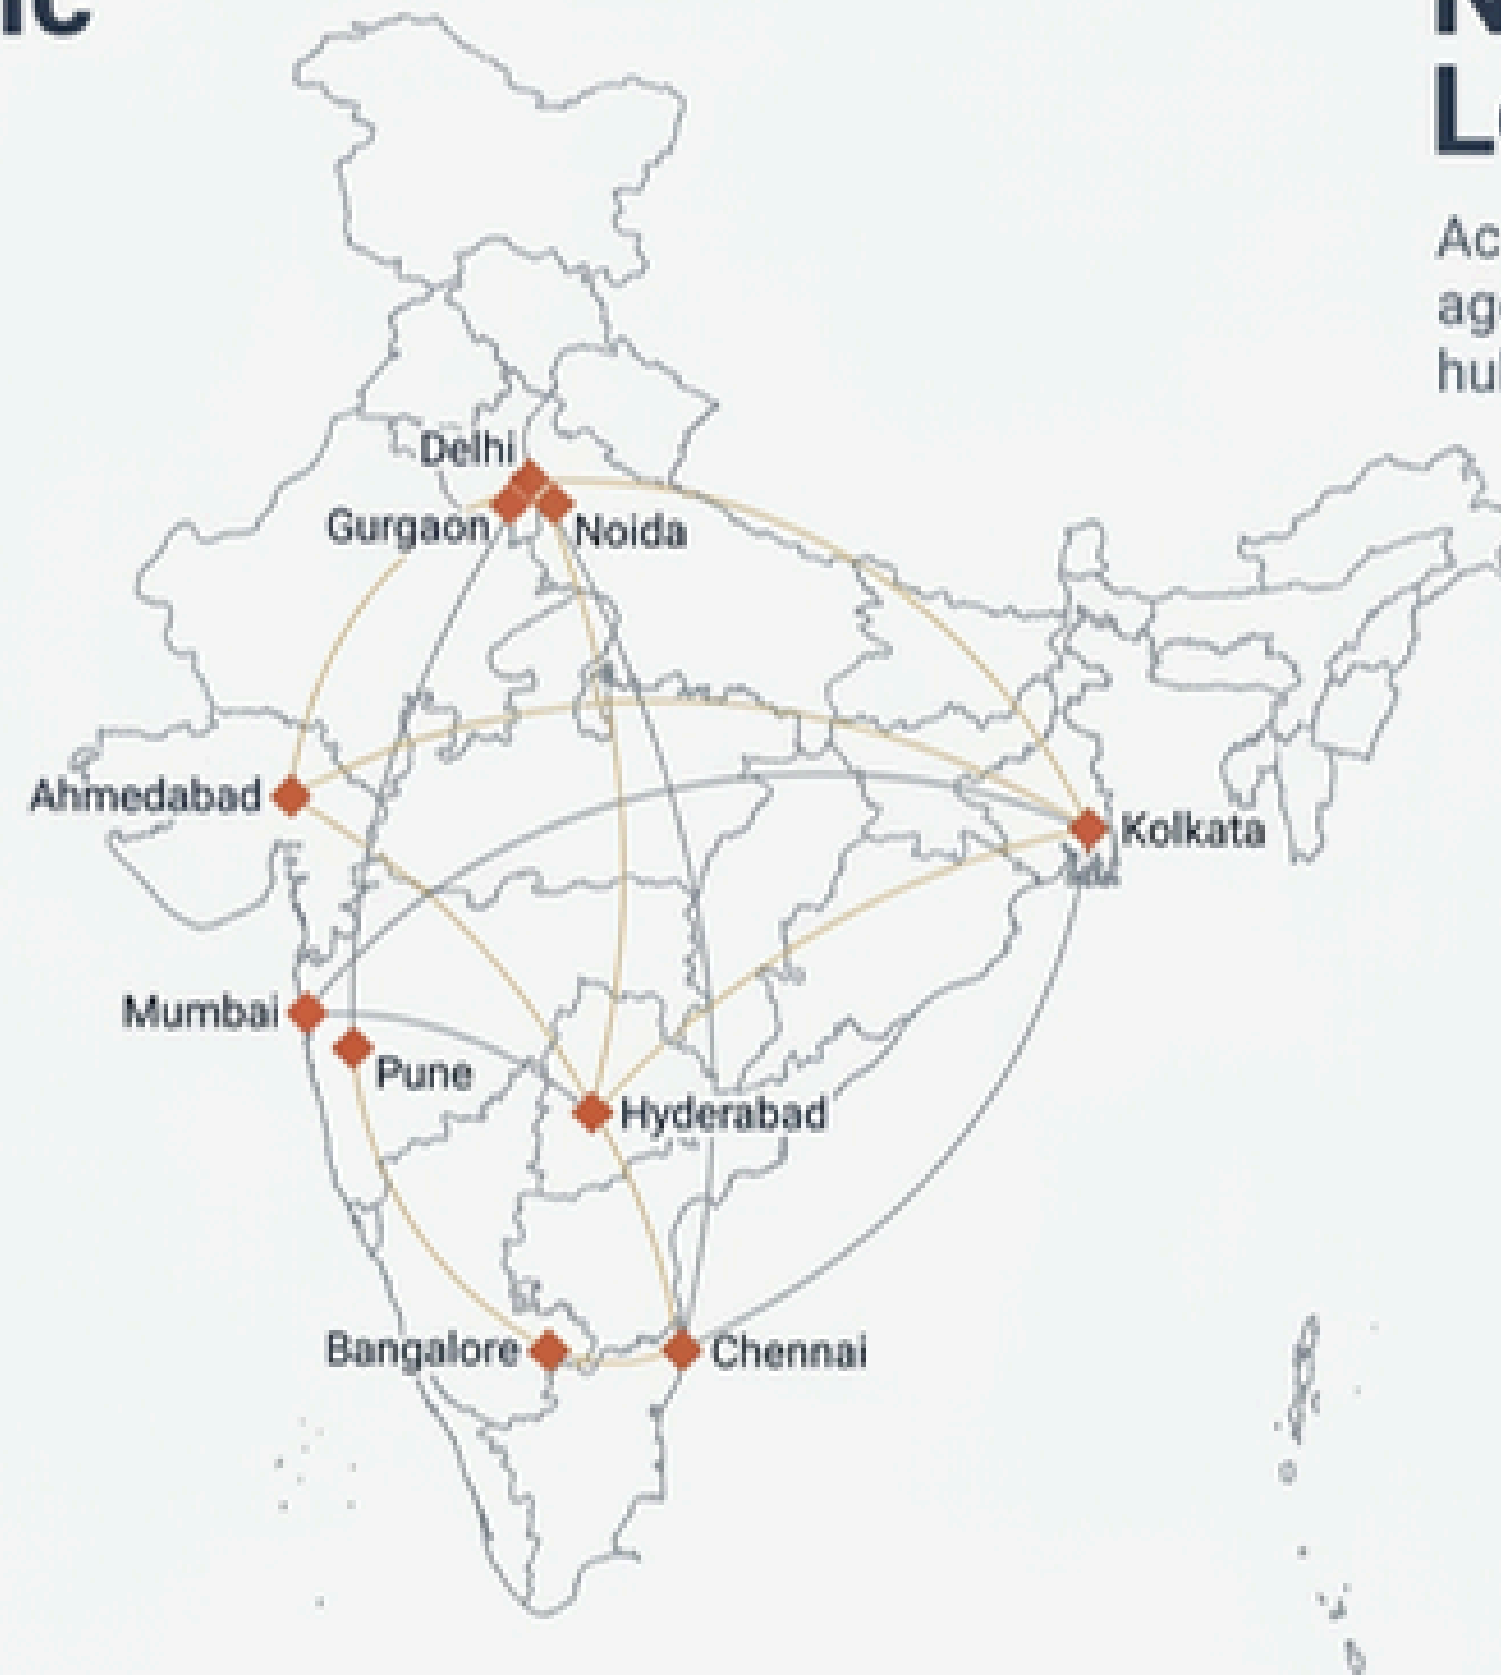 Delhi
Gurgaon
Noida
Ahmedabad
Kolkata
Mumbai
Pune
Hyderabad
Bangalore
Chennai